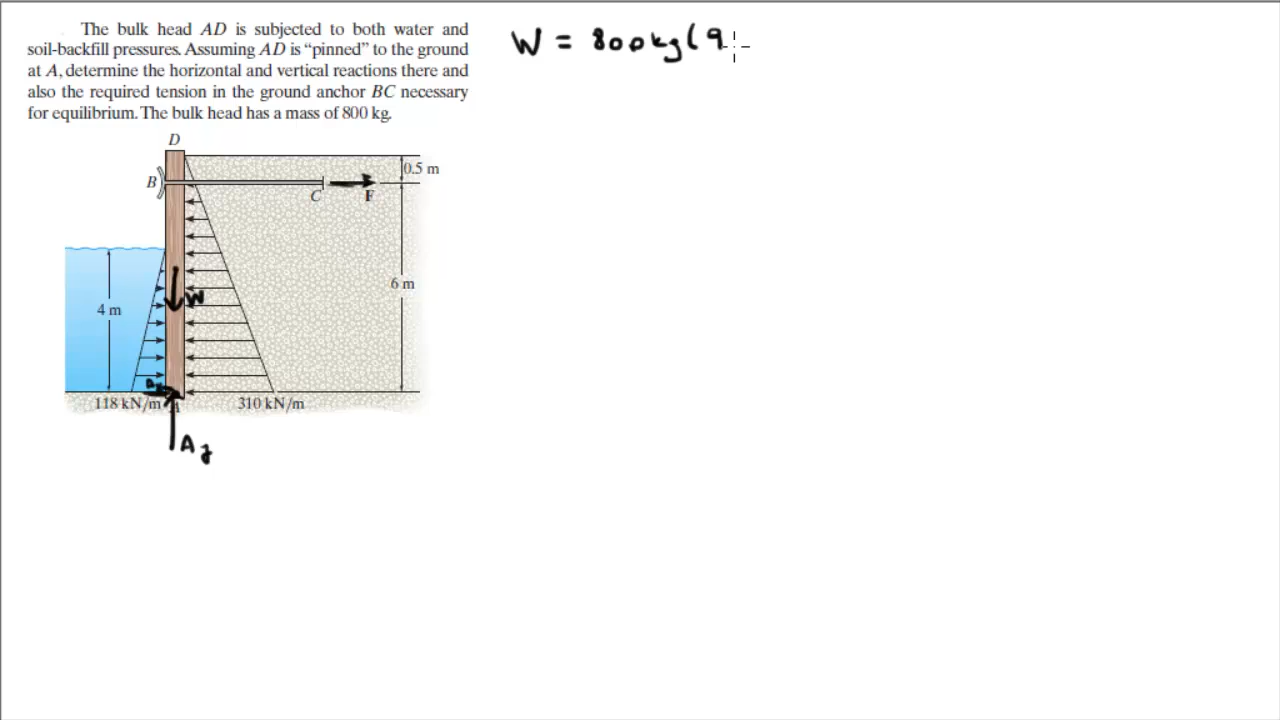 The bulk head AD is subjected to both water and
soil-backfill pressures. Assuming AD is “pinned” to the ground
at A, determine the horizontal and vertical reactions there and
also the required tension in the ground anchor BC necessary
for equilibrium. The bulk head has a mass of 800 kg.
W = 800kg(9
D
0.5 m
B
C
F
6 m
W
4 m
118 kN/m
A
310 kN/m
Ay